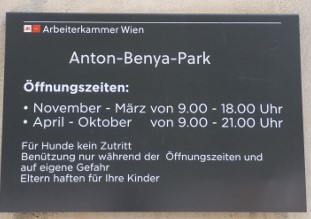 Arbeiterkammer Wien
Anton-Benya-Park
Öffnungszeiten:
• November - März von 9.00 - 18.00 Uhr
• April - Oktober von 9.00 - 21.00 Uhr
Für Hunde kein Zutritt
Benützung nur während der Öffnungszeiten und
auf eigene Gefahr
Eltern haften für Ihre Kinder